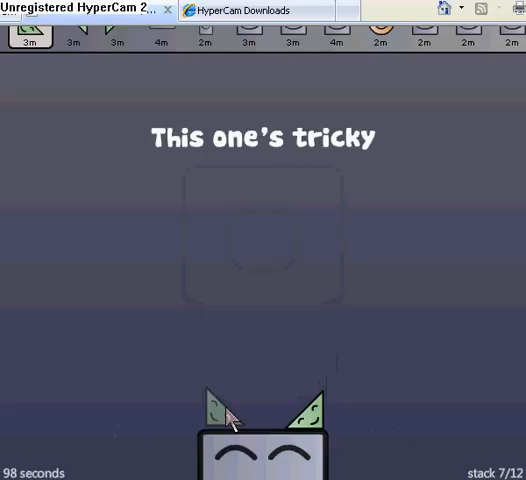 Unregistered HyperCam 2...
HyperCam Downloads
3m 3m 3m 4m 2m 3m 3m 4m 2m 2m 2m 2m
This one's tricky
98 seconds
stack 7/12